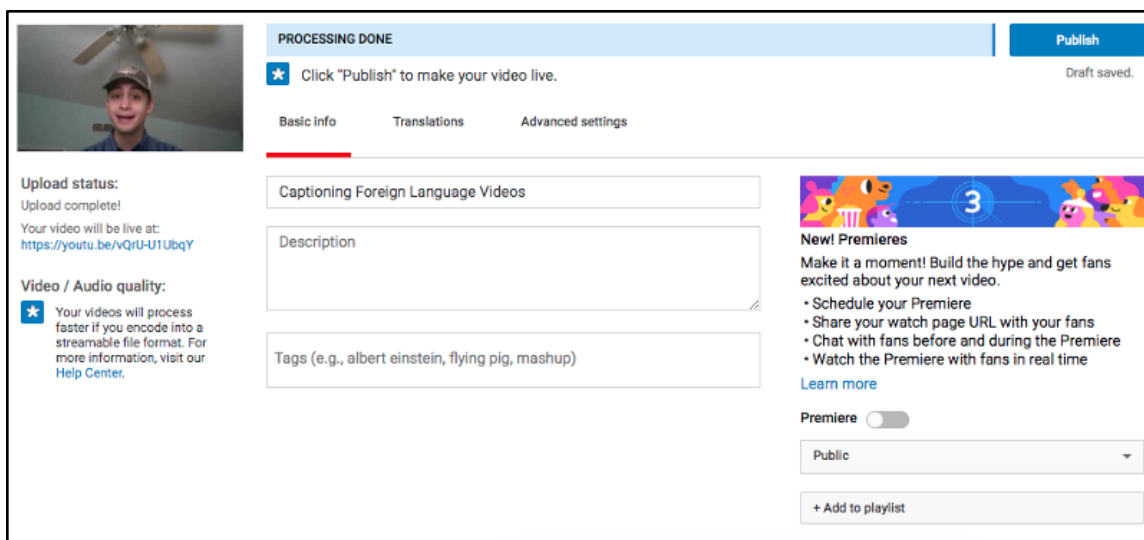 PROCESSING DONE
Publish
Click "Publish" to make your video live.
Draft saved.
Basic info
Translations
Advanced settings
Upload status:
Upload complete!
Your video will be live at:
https://youtu.be/vQrU-U1UbqY
Video / Audio quality:
Your videos will process
faster if you encode into a
streamable file format. For
more information, visit our
Help Center.
Captioning Foreign Language Videos
Description
Tags (e.g., albert einstein, flying pig, mashup)
3
New! Premieres
Make it a moment! Build the hype and get fans
excited about your next video.
• Schedule your Premiere
• Share your watch page URL with your fans
• Chat with fans before and during the Premiere
• Watch the Premiere with fans in real time
Learn more
Premiere
Public
+ Add to playlist